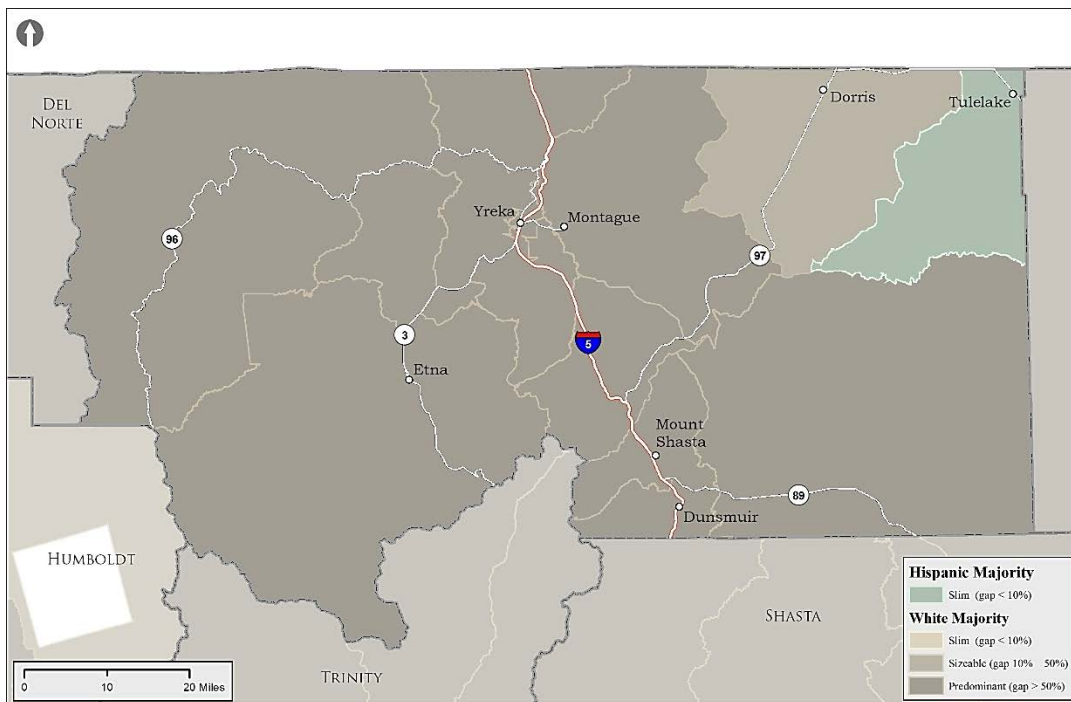 DEL
NORTE
Dorris
Tulelake
Yreka
Montague
96
97
3
5
Etna
Mount
Shasta
89
Dunsmuir
HUMBOLDT
SHASTA
TRINITY
Hispanic Majority
Slim (gap < 10%)
White Majority
Slim (gap < 10%)
Sizeable (gap 10% 50%)
Predominant (gap > 50%)
0 10 20 Miles